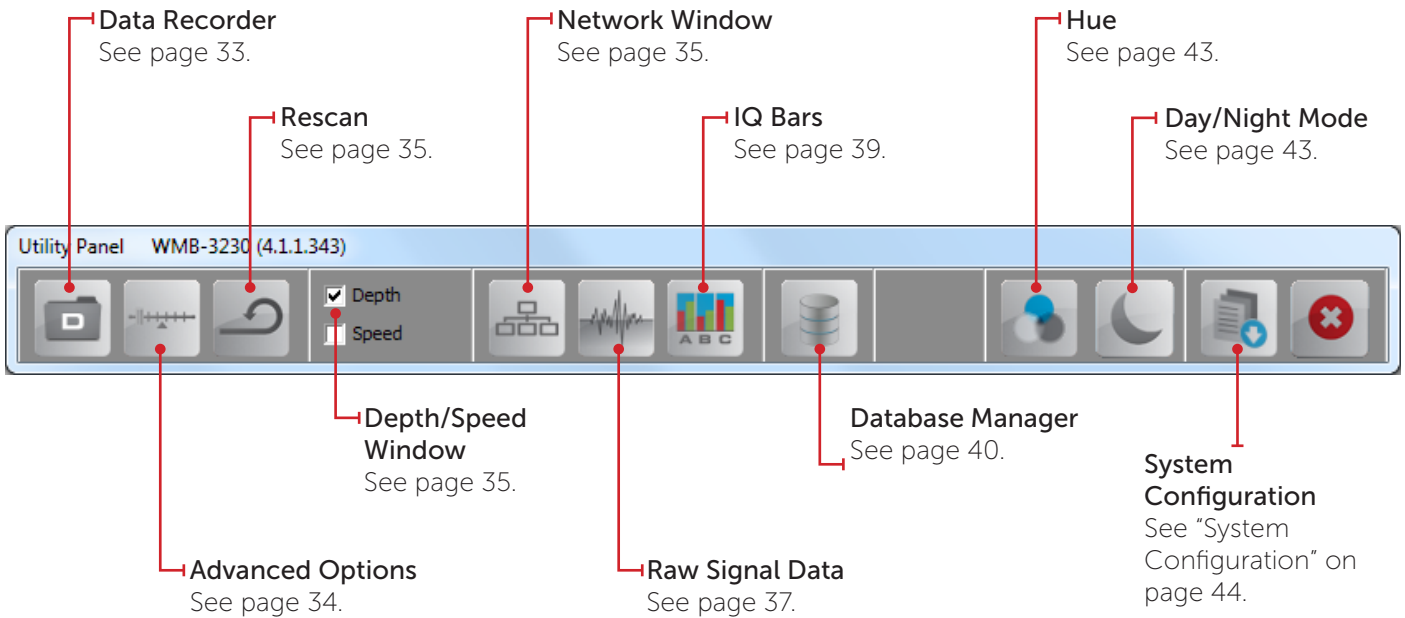 Data Recorder
See page 33.
Network Window
See page 35.
Hue
See page 43.
Rescan
See page 35.
IQ Bars
See page 39.
Day/Night Mode
See page 43.
Utility Panel WMB-3230 (4.1.1.343)
D
Depth
Speed
A B C
Depth/Speed
Window
See page 35.
Database Manager
See page 40.
System
Configuration
See “System
Configuration” on
page 44.
Advanced Options
See page 34.
Raw Signal Data
See page 37.